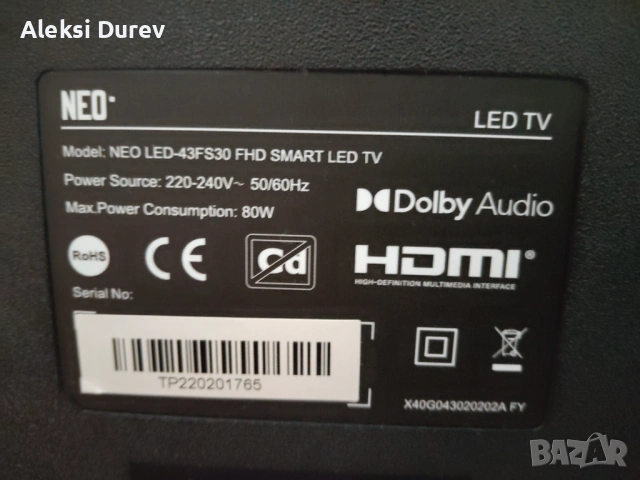 Aleksi Durev
NEO
LED TV
Model: NEO LED-43FS30 FHD SMART LED TV
Power Source: 220-240V~ 50/60Hz
Max.Power Consumption: 80W
Dolby Audio
RoHS
CE
Cd
HDMI®
HIGH-DEFINITION MULTIMEDIA INTERFACE
Serial No:
TP220201765
X40G043020202A FY
BAZAR